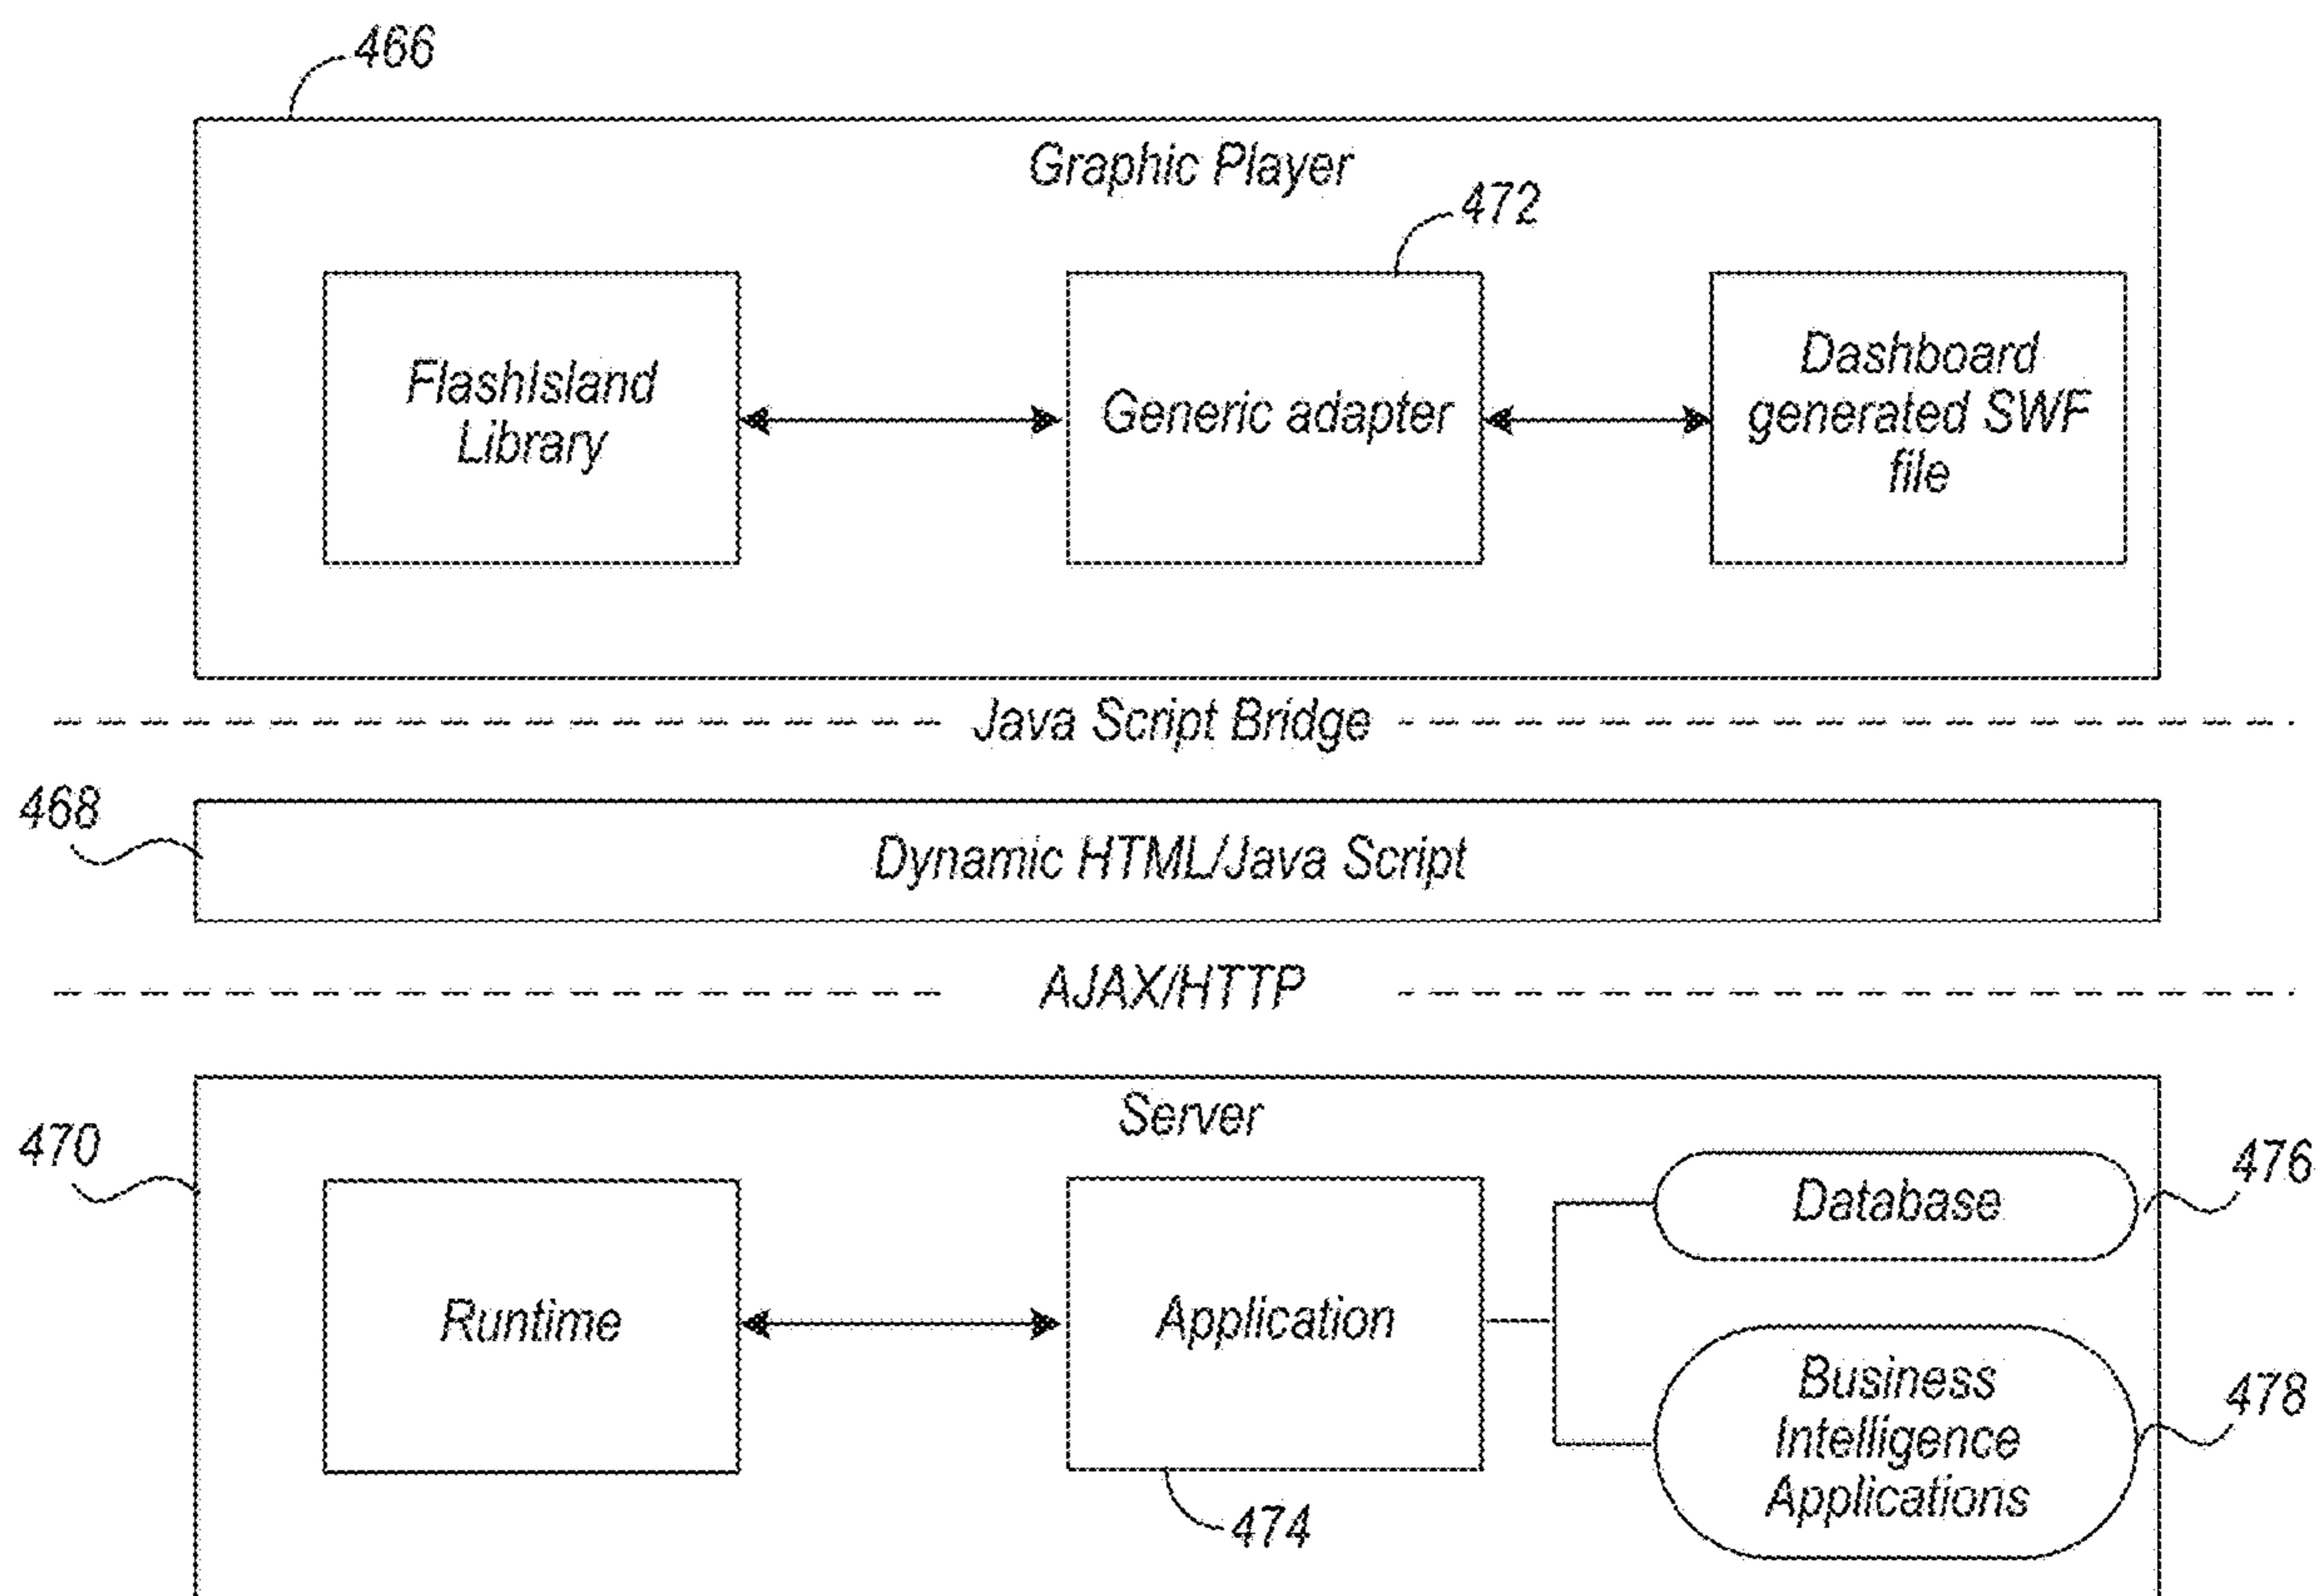 466
Graphic Player
472
FlashIsland
Library
Generic adapter
Dashboard
generated SWF
file
Java Script Bridge
468
Dynamic HTML/Java Script
AJAX/HTTP
Server
470
476
Database
Runtime
Application
Business
Intelligence
Applications
478
474